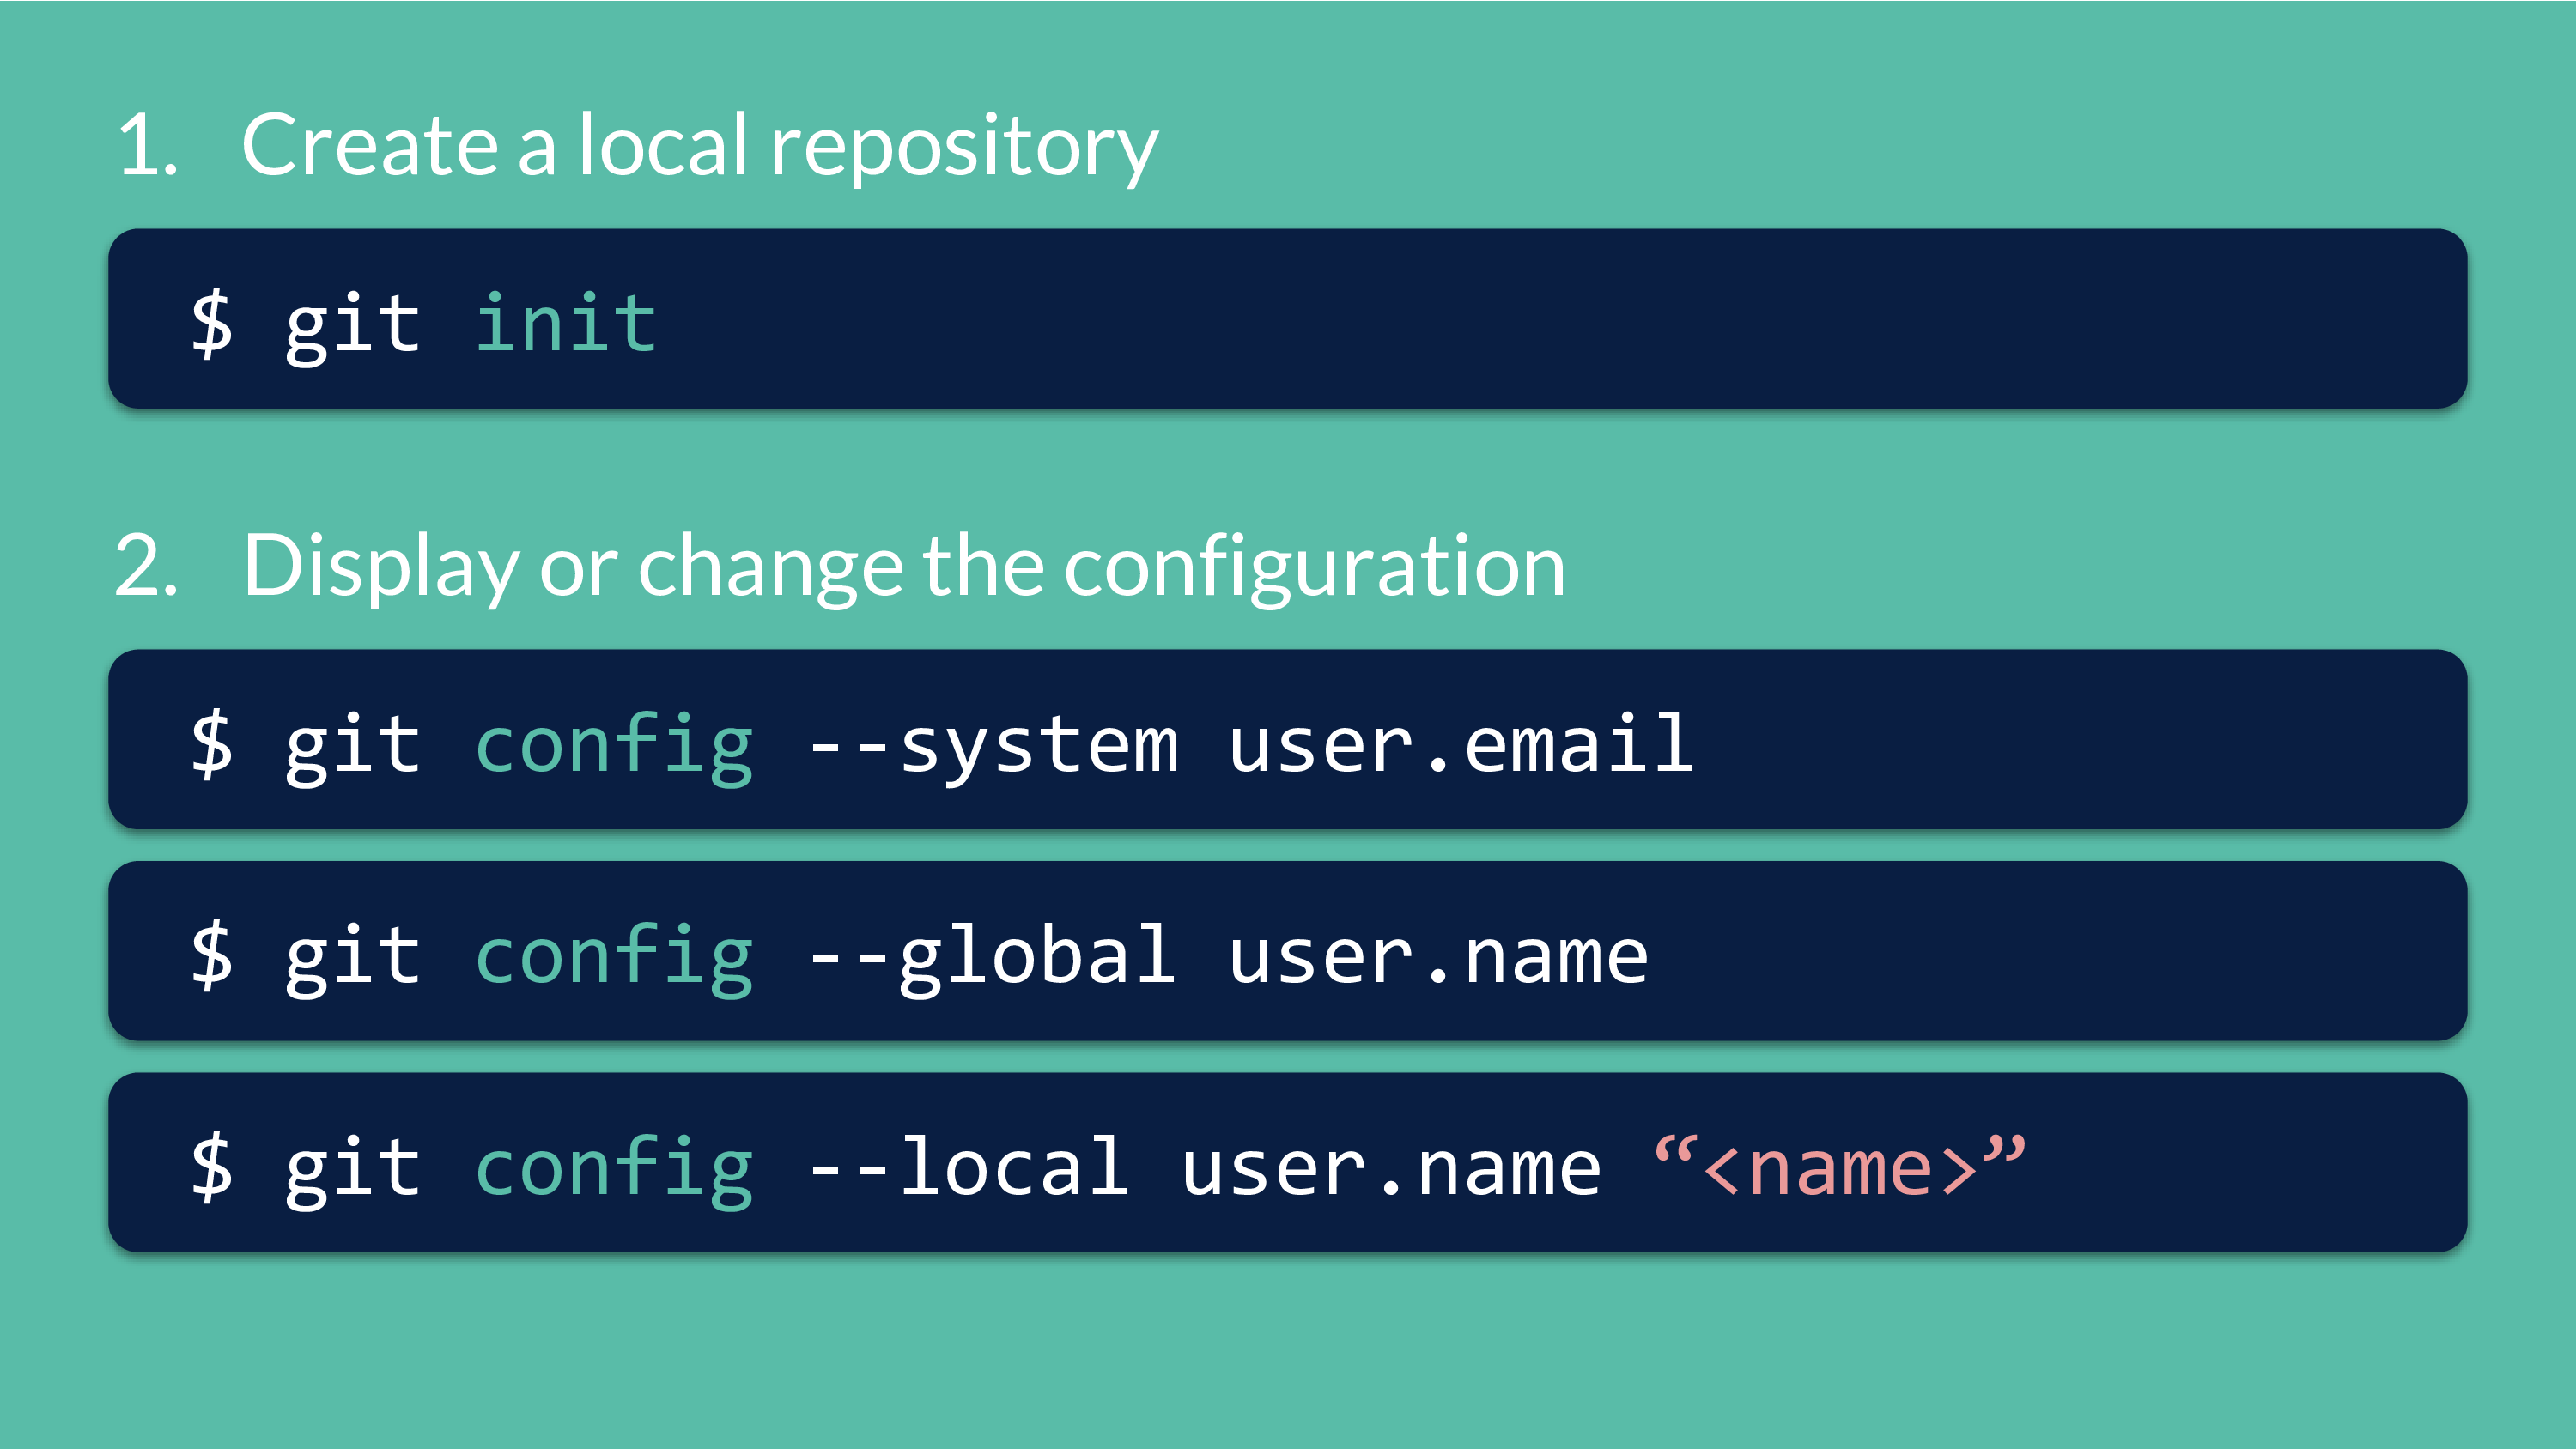 1. Create a local repository
$ git init
2. Display or change the configuration
$ git config --system user.email
$ git config --global user.name
$ git config --local user.name “<name>”